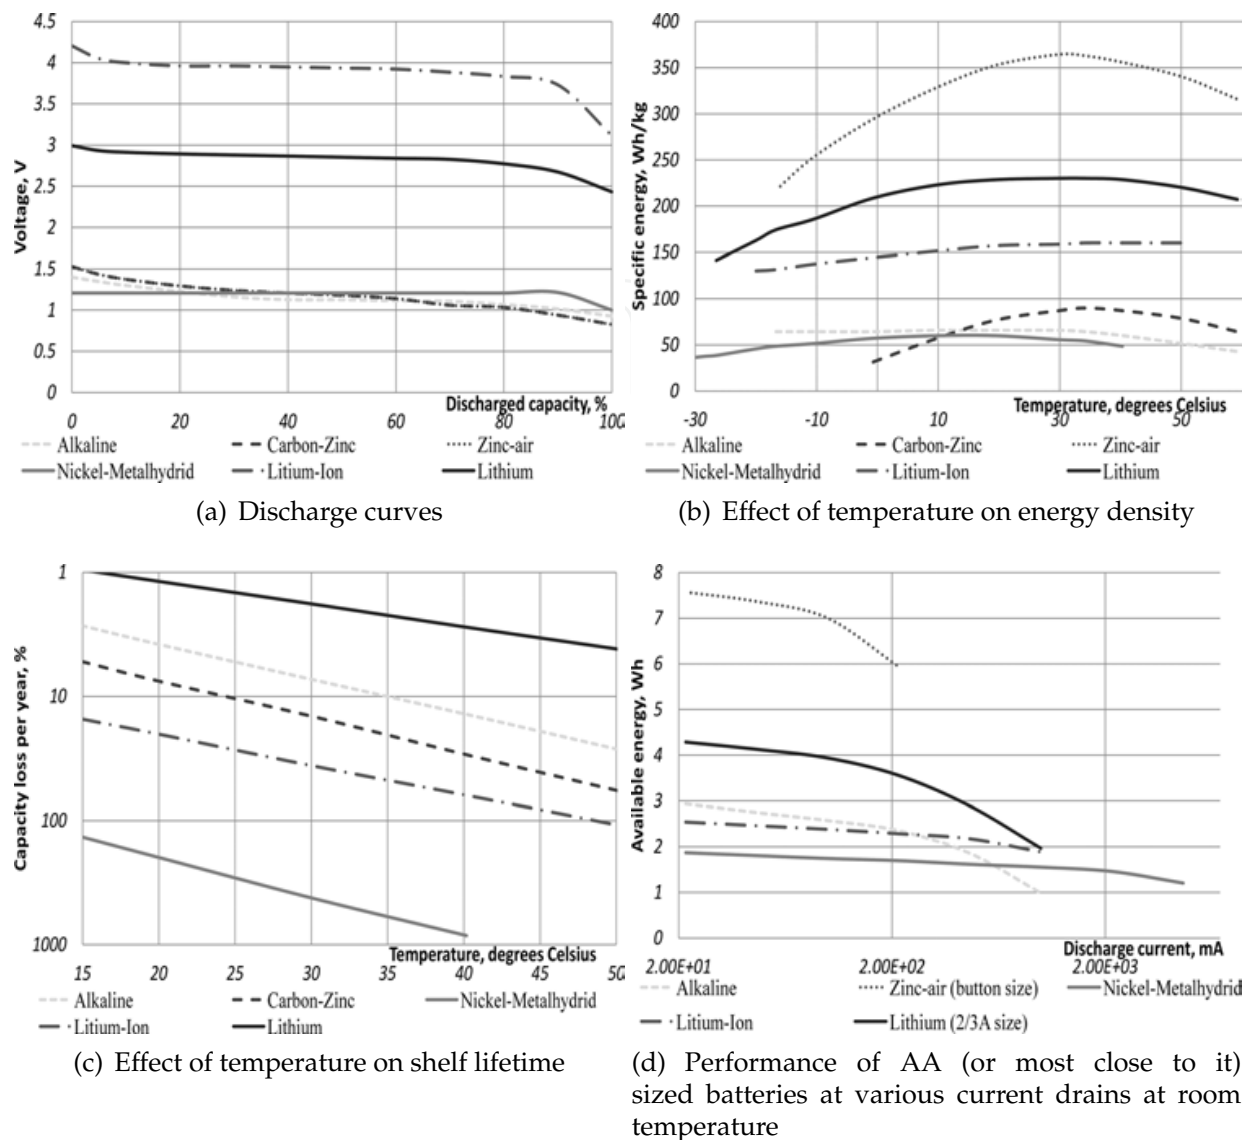 4.5
4
3.5
3
2.5
2
1.5
1
0.5
0
Voltage, V
Discharged capacity, %
0 20 40 60 80 100
Alkaline Carbon-Zinc Zinc-air
Nickel-Metalhydrid Litium-Ion Lithium
(a) Discharge curves
400
350
300
250
200
150
100
50
0
Specific energy, Wh/kg
Temperature, degrees Celsius
-30 -10 10 30 50
Alkaline Carbon-Zinc Zinc-air
Nickel-Metalhydrid Litium-Ion Lithium
(b) Effect of temperature on energy density
1
10
100
1000
Capacity loss per year, %
Temperature, degrees Celsius
15 20 25 30 35 40 45 50
Alkaline Carbon-Zinc Nickel-Metalhydrid
Litium-Ion Lithium
(c) Effect of temperature on shelf lifetime
8
7
6
5
4
3
2
1
0
Available energy, Wh
Discharge current, mA
2.00E+01 2.00E+02 2.00E+03
Alkaline Zinc-air (button size) Nickel-Metalhydrid
Litium-Ion Lithium (2/3A size)
(d) Performance of AA (or most close to it)
sized batteries at various current drains at room
temperature